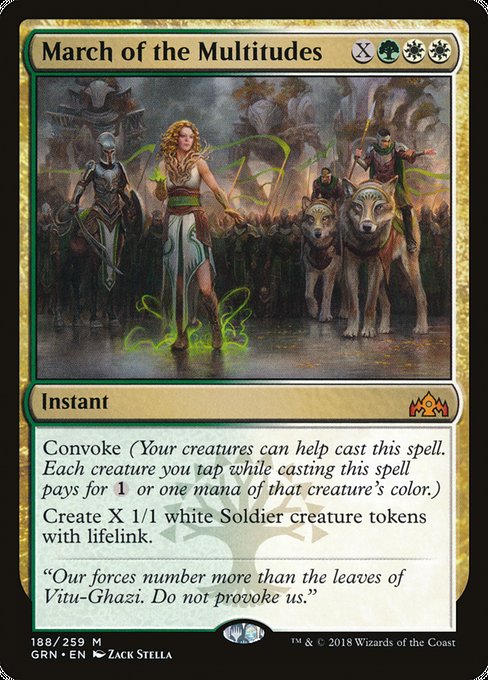 March of the Multitudes X
Instant
Convoke (Your creatures can help cast this spell.
Each creature you tap while casting this spell
pays for 1 or one mana of that creature's color.)
Create X 1/1 white Soldier creature tokens
with lifelink.
"Our forces number more than the leaves of
Vitu-Ghazi. Do not provoke us."
188/259 M
GRN • EN Zack Stella
™ & © 2018 Wizards of the Coast